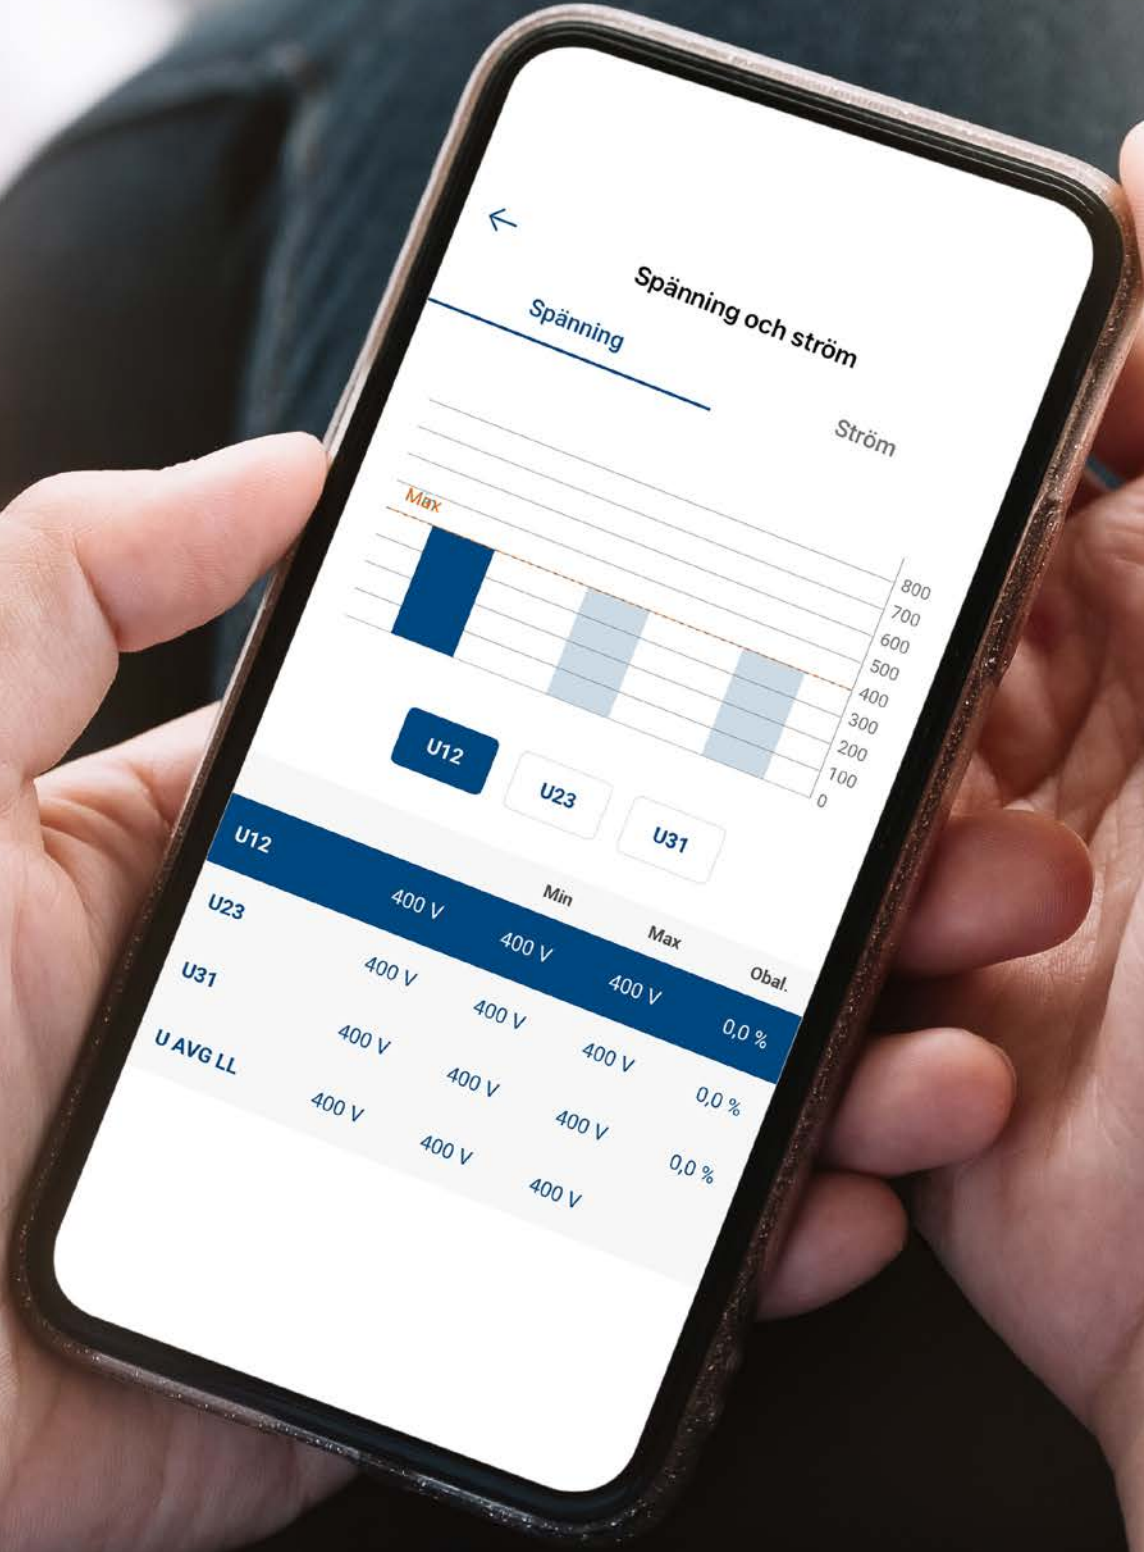 Spänning och ström
Spänning Ström
Max
800
700
600
500
400
300
200
100
0
U12 U23 U31
Min Max Obal.
U12 400 V 400 V 400 V 0,0 %
U23 400 V 400 V 400 V 0,0 %
U31 400 V 400 V 400 V 0,0 %
U AVG LL 400 V 400 V 400 V